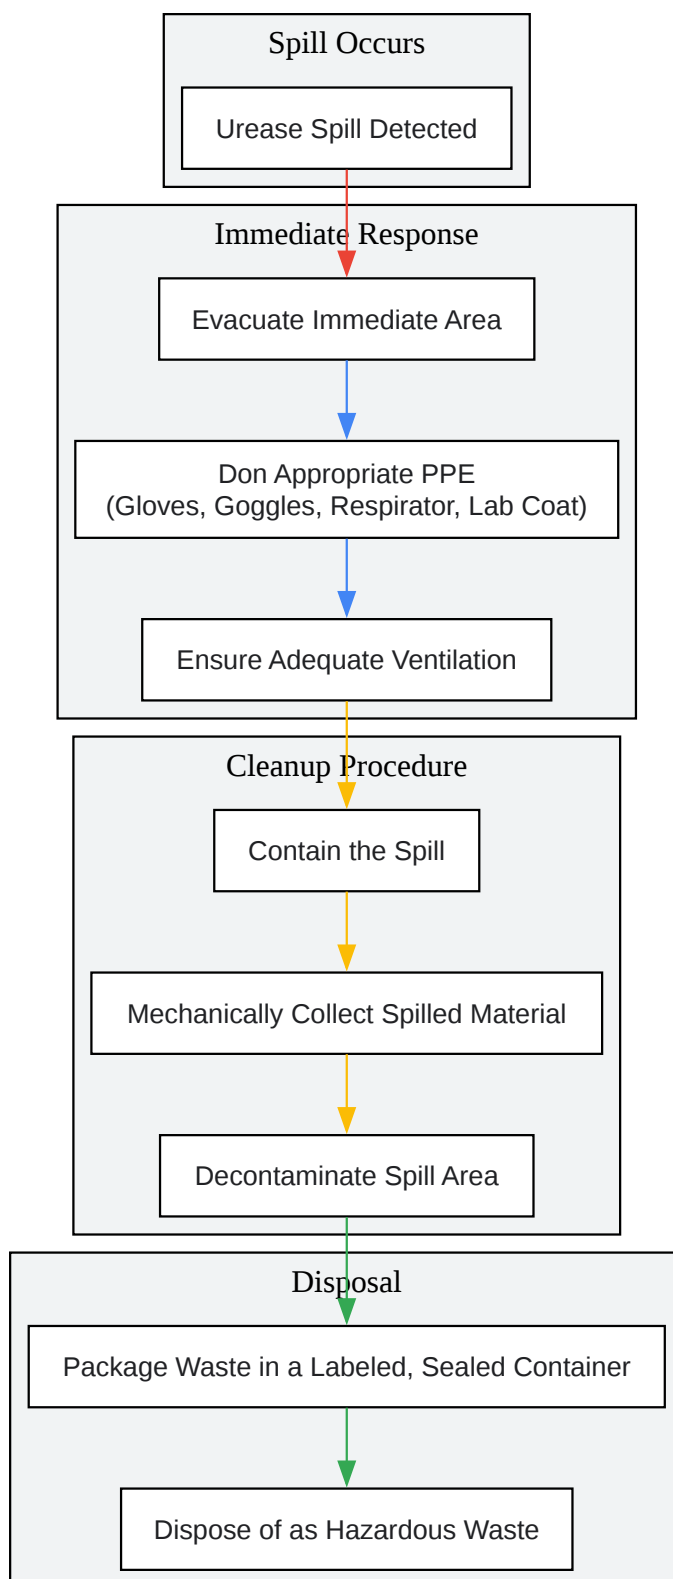 Spill Occurs
Urease Spill Detected
Immediate Response
Evacuate Immediate Area
Don Appropriate PPE
(Gloves, Goggles, Respirator, Lab Coat)
Ensure Adequate Ventilation
Cleanup Procedure
Contain the Spill
Mechanically Collect Spilled Material
Decontaminate Spill Area
Disposal
Package Waste in a Labeled, Sealed Container
Dispose of as Hazardous Waste